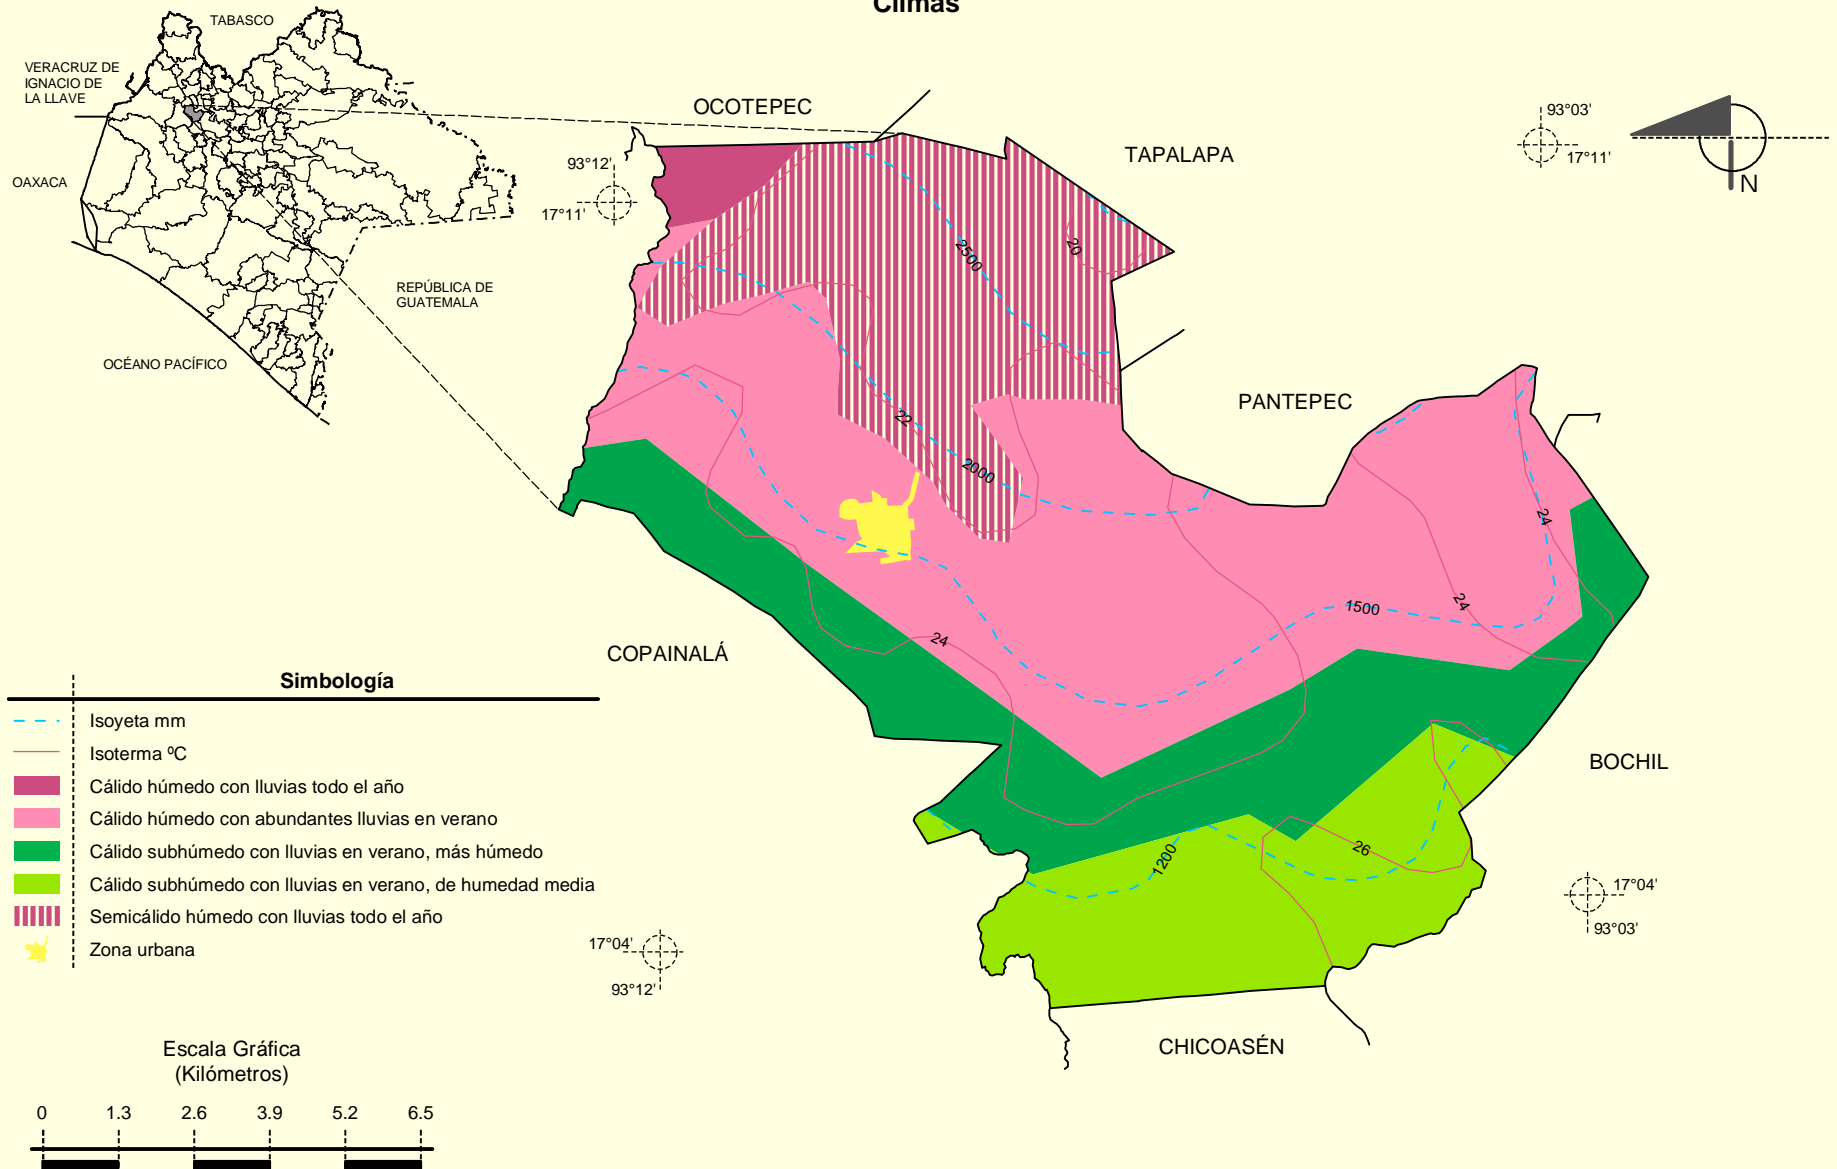 Climas
TABASCO
VERACRUZ DE
IGNACIO DE
LA LLAVE
OAXACA
REPÚBLICA DE
GUATEMALA
OCÉANO PACÍFICO
OCOTEPEC
TAPALAPA
PANTEPEC
COPAINALÁ
BOCHIL
CHICOASÉN
93°12'
17°11'
93°03'
17°11'
N
17°04'
93°12'
17°04'
93°03'
2500
20
22
2000
24
24
24
1500
1200
26
Simbología
Isoyeta mm
Isoterma ºC
Cálido húmedo con lluvias todo el año
Cálido húmedo con abundantes lluvias en verano
Cálido subhúmedo con lluvias en verano, más húmedo
Cálido subhúmedo con lluvias en verano, de humedad media
Semicálido húmedo con lluvias todo el año
Zona urbana
Escala Gráfica
(Kilómetros)
0 1.3 2.6 3.9 5.2 6.5